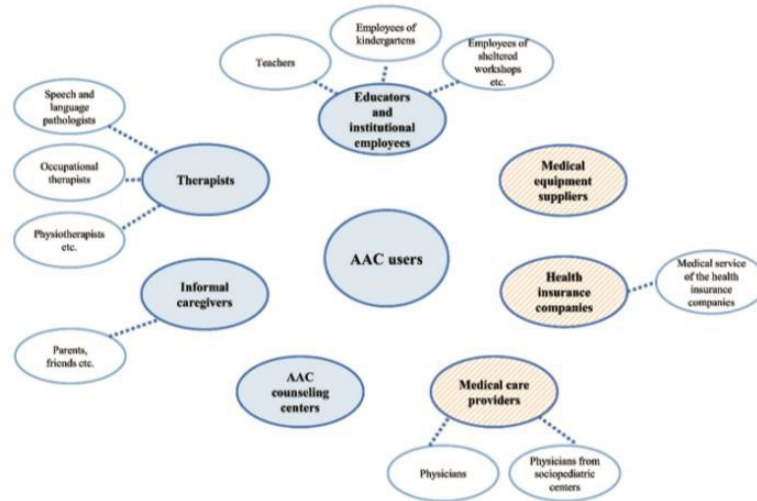 Employees of
kindergartens
Teachers
Employees of
sheltered
workshops
etc.
Educators
and
institutional
employees
Speech and
language
pathologists
Occupational
therapists
Physiotherapists
etc.
Therapists
Medical
equipment
suppliers
AAC users
Informal
caregivers
Parents,
friends etc.
Health
insurance
companies
Medical service
of the health
insurance
companies
AAC
counseling
centers
Medical care
providers
Physicians
Physicians from
sociopediatric
centers